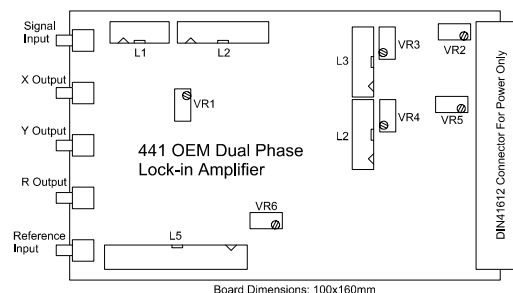 Signal
Input
X Output
Y Output
R Output
Reference
Input
L1
L2
VR1
L3
VR3
VR2
L2
VR4
VR5
441 OEM Dual Phase
Lock-in Amplifier
VR6
L5
DIN41612 Connector For Power Only
Board Dimensions: 100x160mm